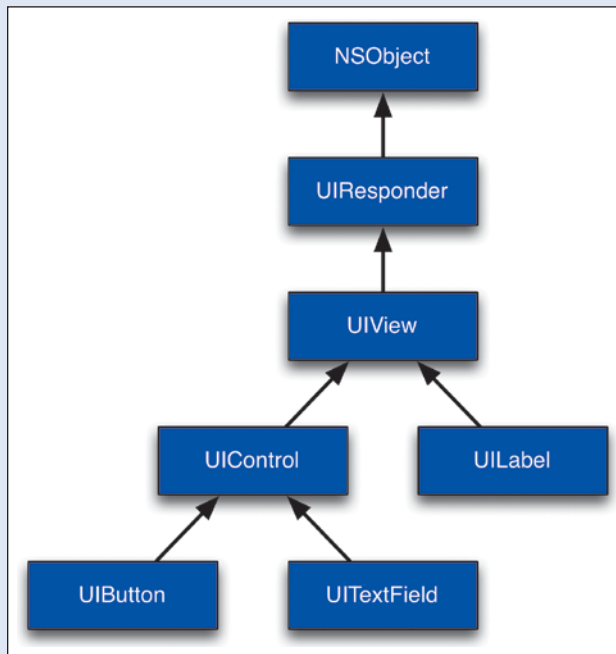 NSObject
UIResponder
UIView
UIControl
UILabel
UIButton
UITextField